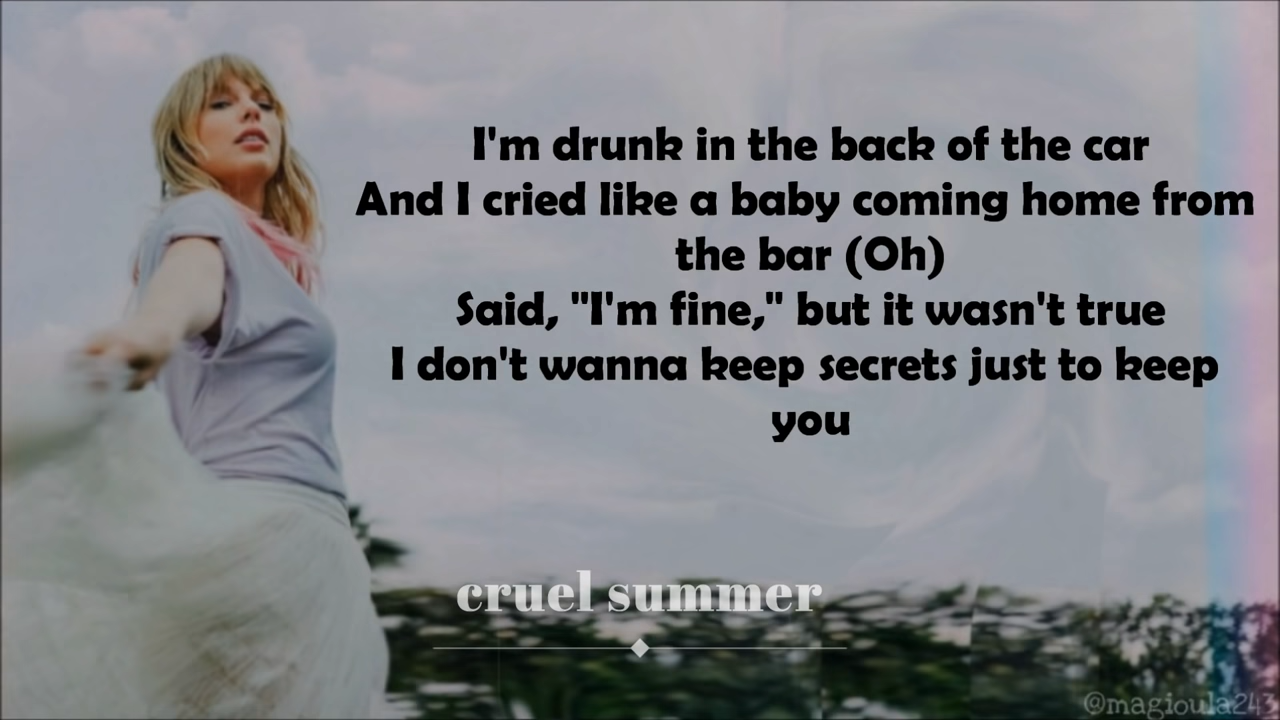 I'm drunk in the back of the car
And I cried like a baby coming home from
the bar (Oh)
Said, "I'm fine," but it wasn't true
I don't wanna keep secrets just to keep
you
cruel summer
@magioula243